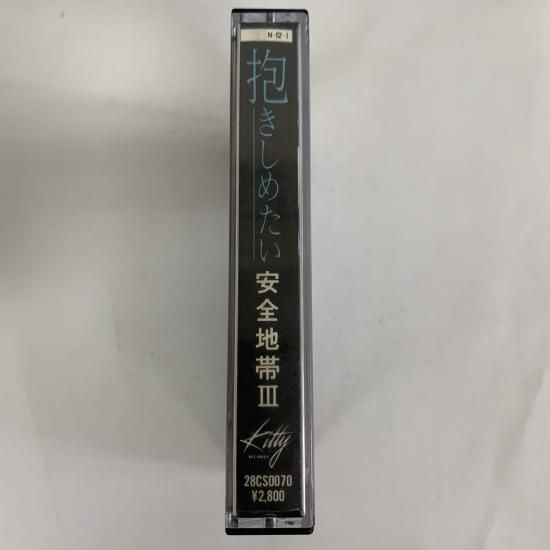 N·12·1
抱きしめたい
安全地帯III
Kitty
RECORDS
28CS0070
¥2,800